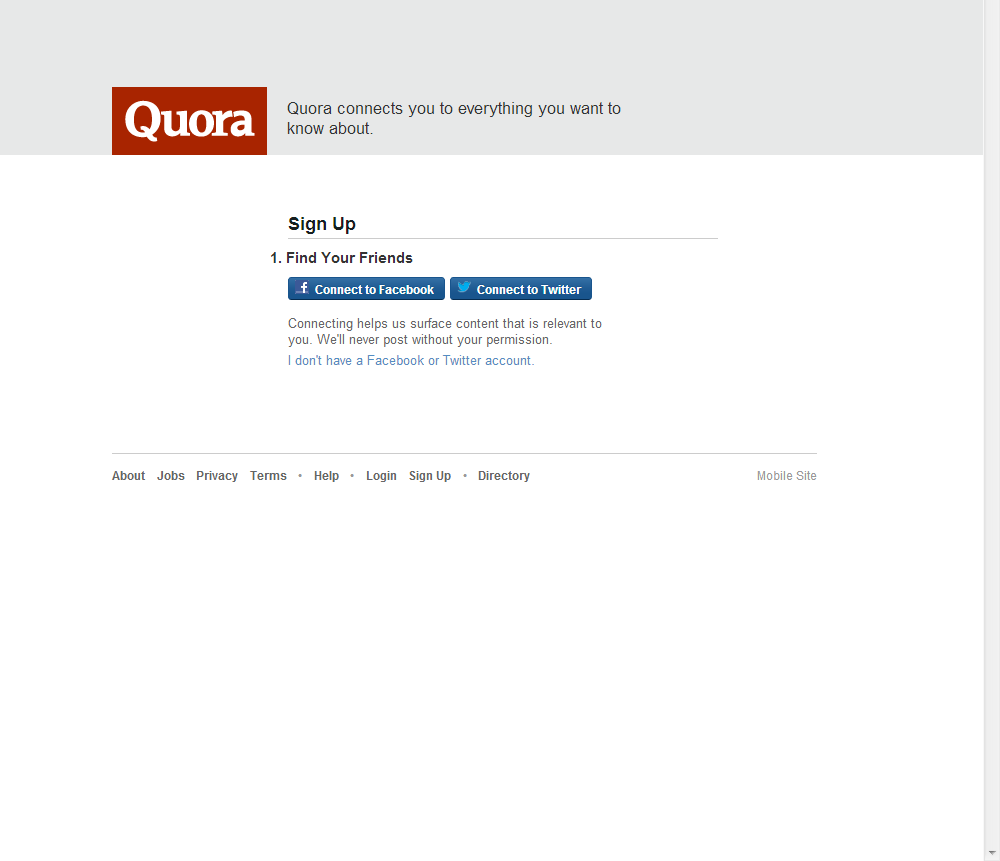 Quora
Quora connects you to everything you want to
know about.
Sign Up
1. Find Your Friends
Connect to Facebook Connect to Twitter
Connecting helps us surface content that is relevant to
you. We'll never post without your permission.
I don't have a Facebook or Twitter account.
About Jobs Privacy Terms • Help • Login Sign Up • Directory Mobile Site